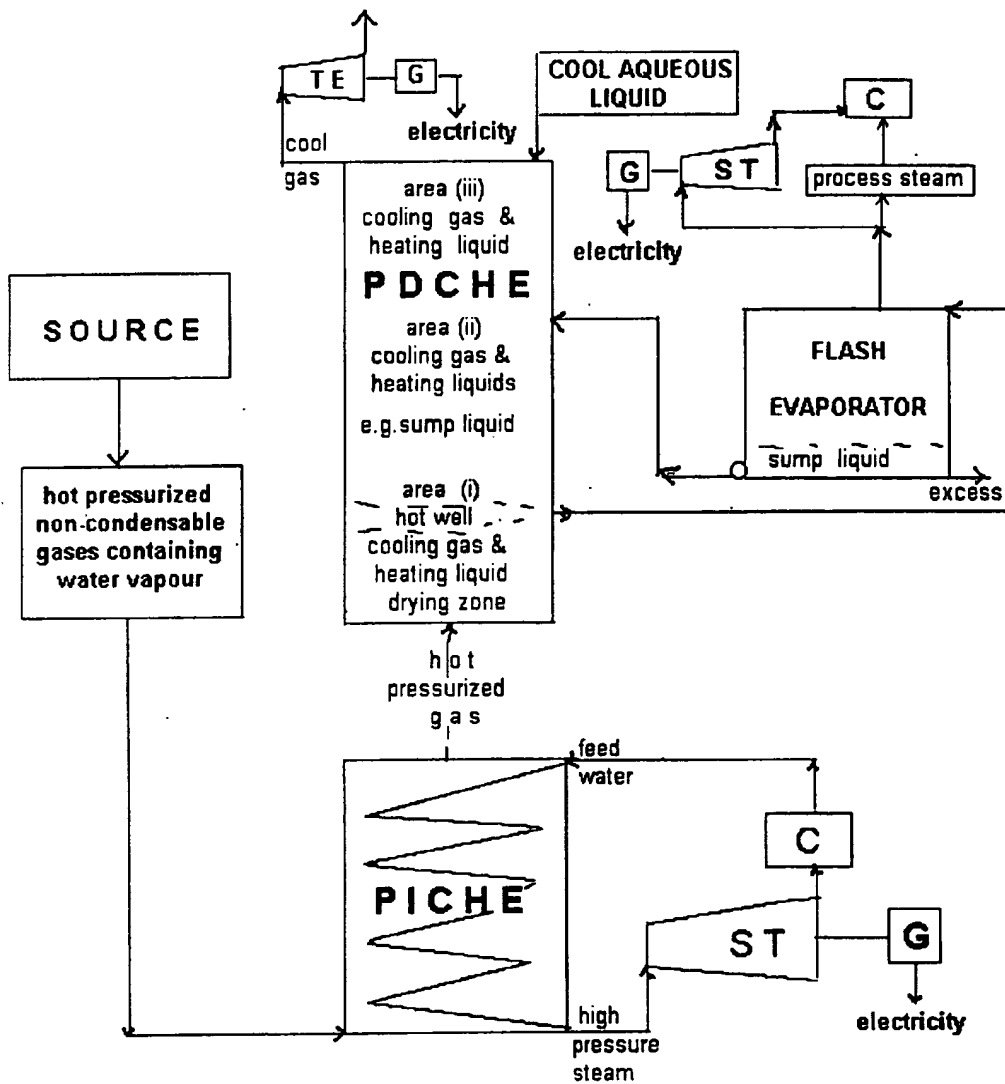 TE
G
electricity
cool
gas
COOL AQUEOUS
LIQUID
C
G
ST
electricity
process steam
area (iii)
cooling gas &
heating liquid
PDCHE
area (ii)
cooling gas &
heating liquids
e.g.sump liquid
area (i)
hot well
cooling gas &
heating liquid
drying zone
SOURCE
hot pressurized
non-condensable
gases containing
water vapour
FLASH
EVAPORATOR
sump liquid
excess
hot
pressurized
gas
feed
water
PICHE
C
ST
G
electricity
high
pressure
steam